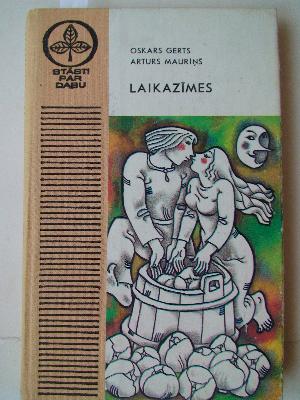 STĀSTI
PAR
DABU
OSKARS GERTS
ARTURS MAURIŅŠ
LAIKAZĪMES